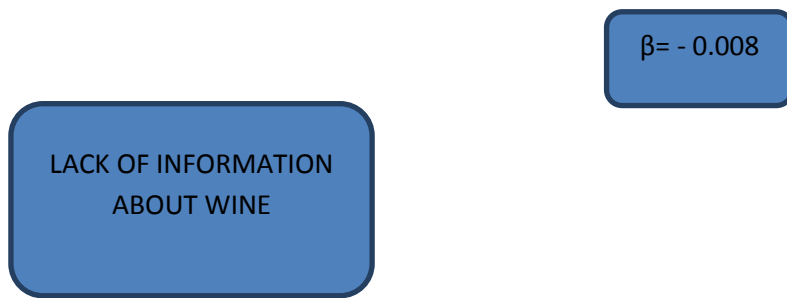 β= - 0.008
LACK OF INFORMATION
ABOUT WINE